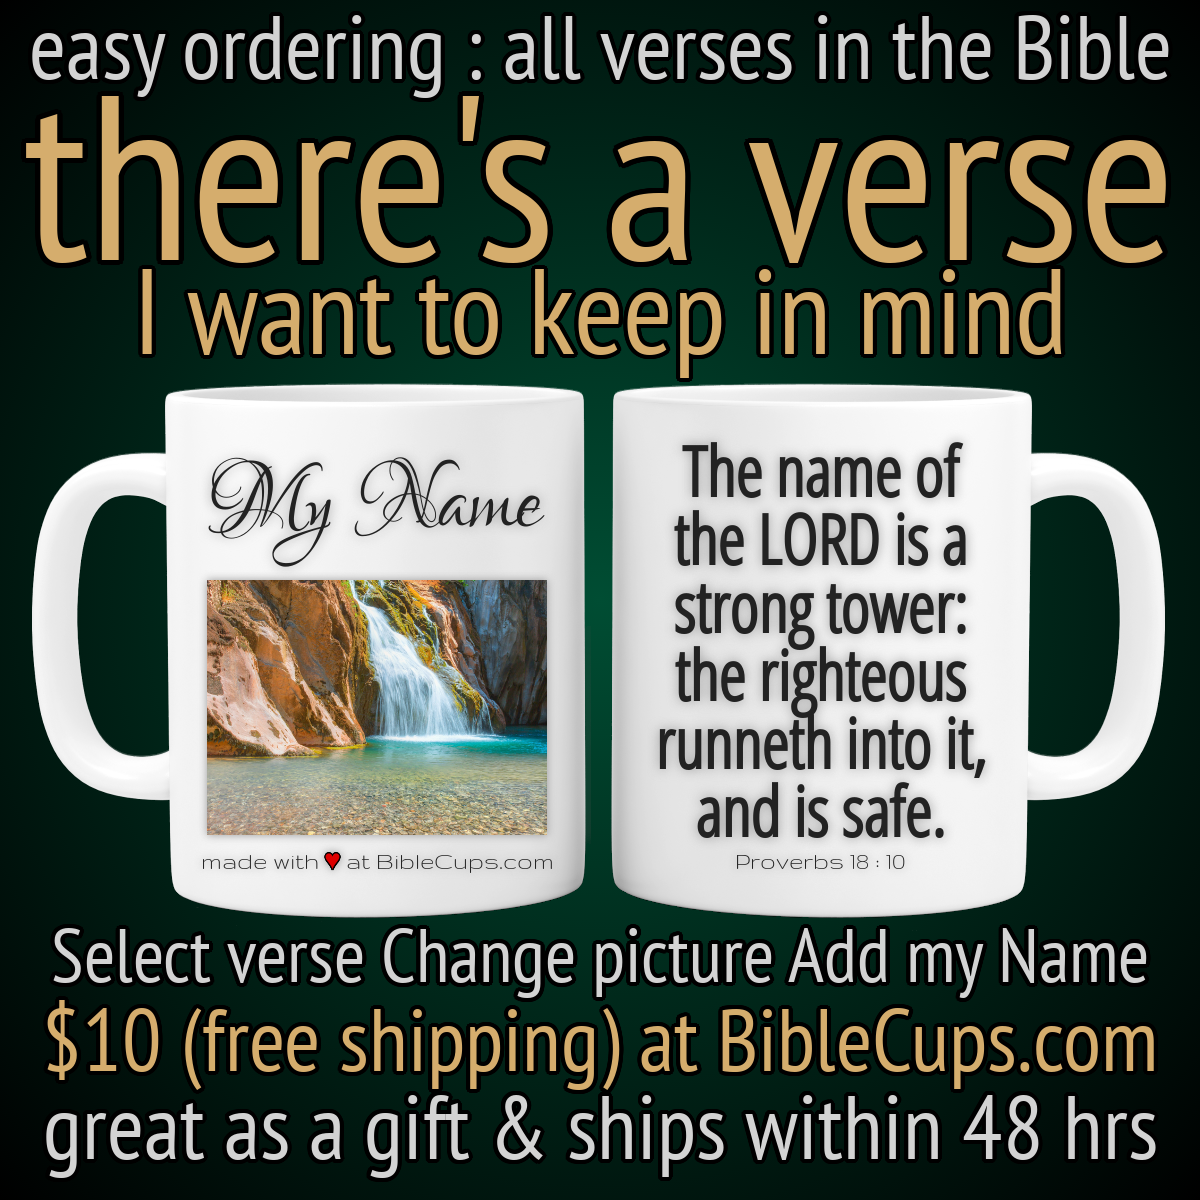 easy ordering : all verses in the Bible
there's a verse
I want to keep in mind
My Name
made with ♥ at BibleCups.com
The name of
the LORD is a
strong tower:
the righteous
runneth into it,
and is safe.
Proverbs 18 : 10
Select verse Change picture Add my Name
$10 (free shipping) at BibleCups.com
great as a gift & ships within 48 hrs